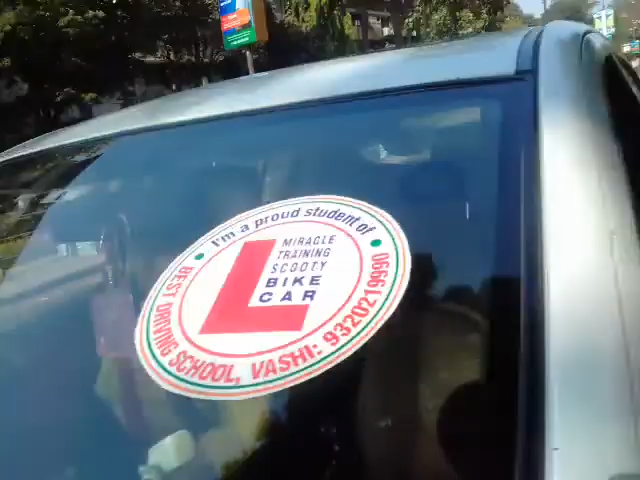 I'm a proud student of
MIRACLE
TRAINING
SCOOTY
BIKE
CAR
L
BEST DRIVING SCHOOL, VASHI: 9320219990